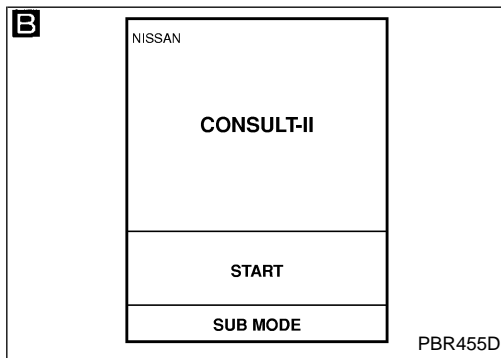 B
NISSAN
CONSULT-II
START
SUB MODE
PBR455D